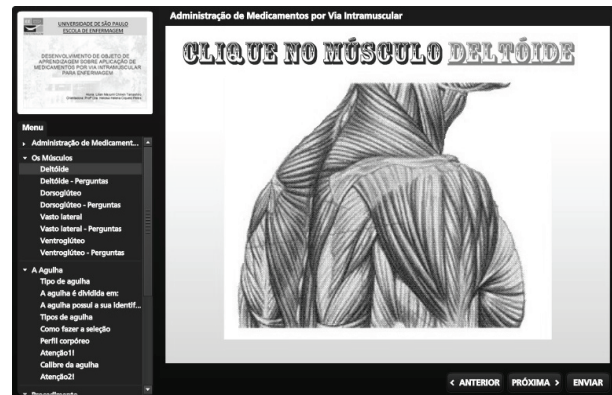 UNIVERSIDADE DE SÃO PAULO
ESCOLA DE ENFERMAGEM
DESENVOLVIMENTO DE OBJETO DE
APRENDIZAGEM SOBRE APLICAÇÃO DE
MEDICAMENTOS POR VIA INTRAMUSCULAR
PARA ENFERMAGEM
Menu
Administração de Medicament...
Os Músculos
Deltóide
Deltóide - Perguntas
Dorsoglúteo
Dorsoglúteo - Perguntas
Vasto lateral
Vasto lateral - Perguntas
Ventroglúteo
Ventroglúteo - Perguntas
A Agulha
Tipo de agulha
A agulha é dividida em:
A agulha possui a sua identif...
Tipos de agulha
Como fazer a seleção
Perfil corpóreo
Atenção1!
Calibre da agulha
Atenção2!
Procedimento
Administração de Medicamentos por Via Intramuscular
CLIQUE NO MÚSCULO DELTÓIDE
< ANTERIOR PRÓXIMA > ENVIAR